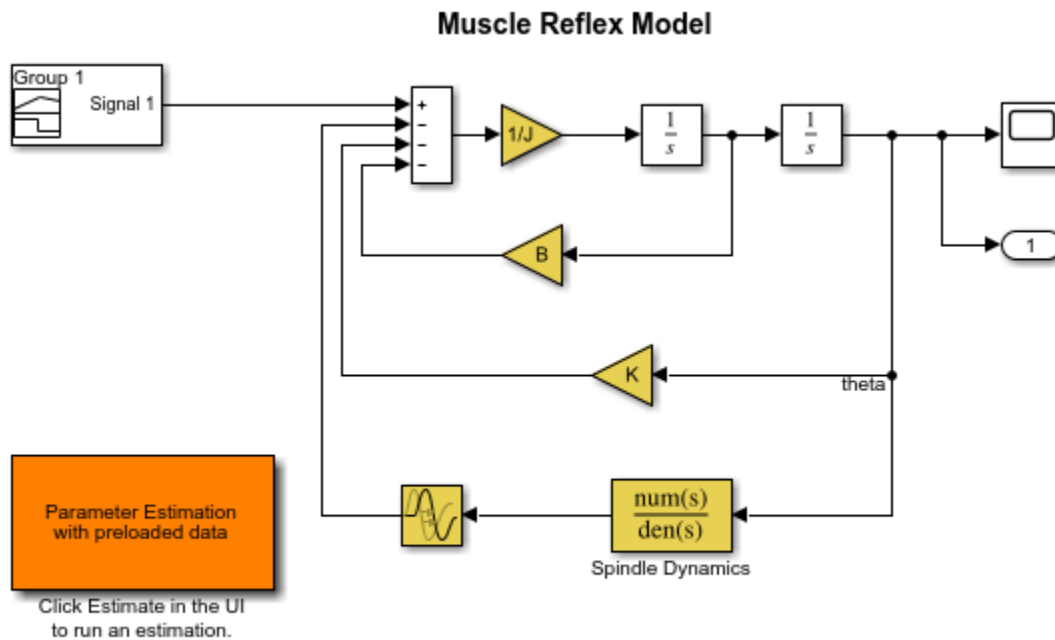 Muscle Reflex Model
Group 1
Signal 1
+
−
−
−
1/J
1
s
1
s
B
1
K
theta
num(s)
den(s)
Spindle Dynamics
Parameter Estimation
with preloaded data
Click Estimate in the UI
to run an estimation.